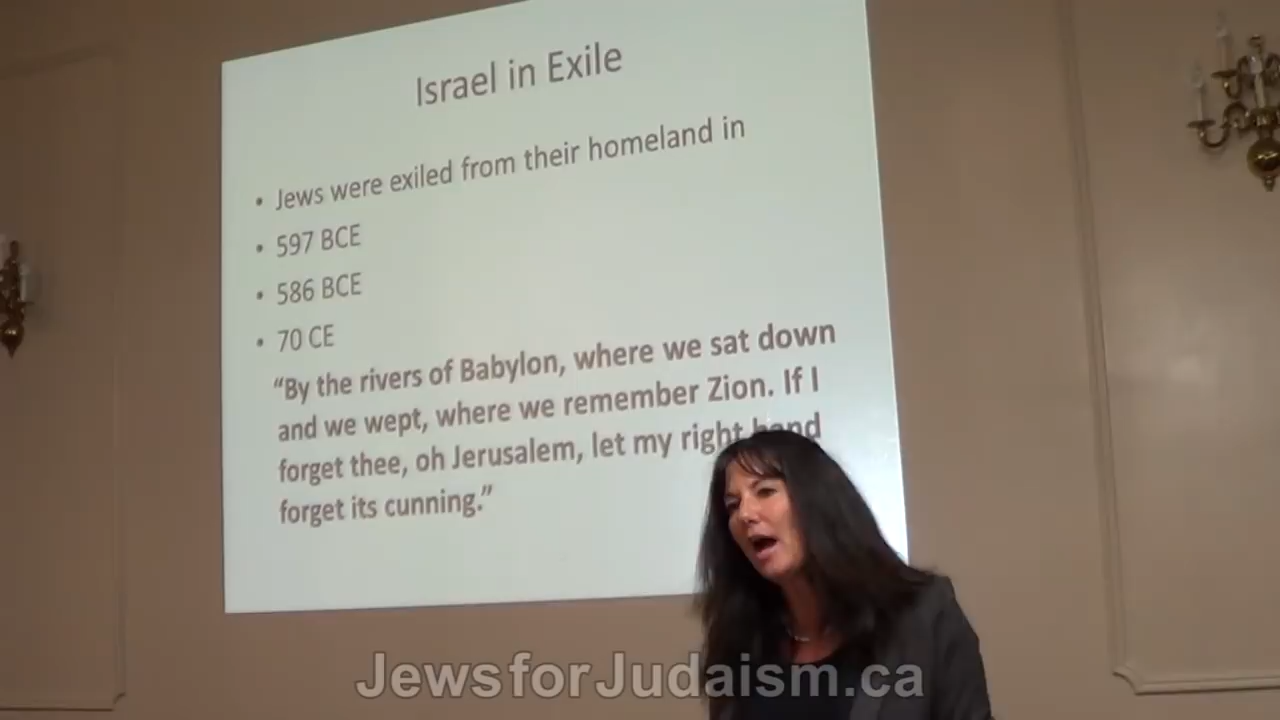 Israel in Exile
• Jews were exiled from their homeland in
• 597 BCE
• 586 BCE
• 70 CE
“By the rivers of Babylon, where we sat down
and we wept, where we remember Zion. If I
forget thee, oh Jerusalem, let my right hand
forget its cunning.”
JewsforJudaism.ca